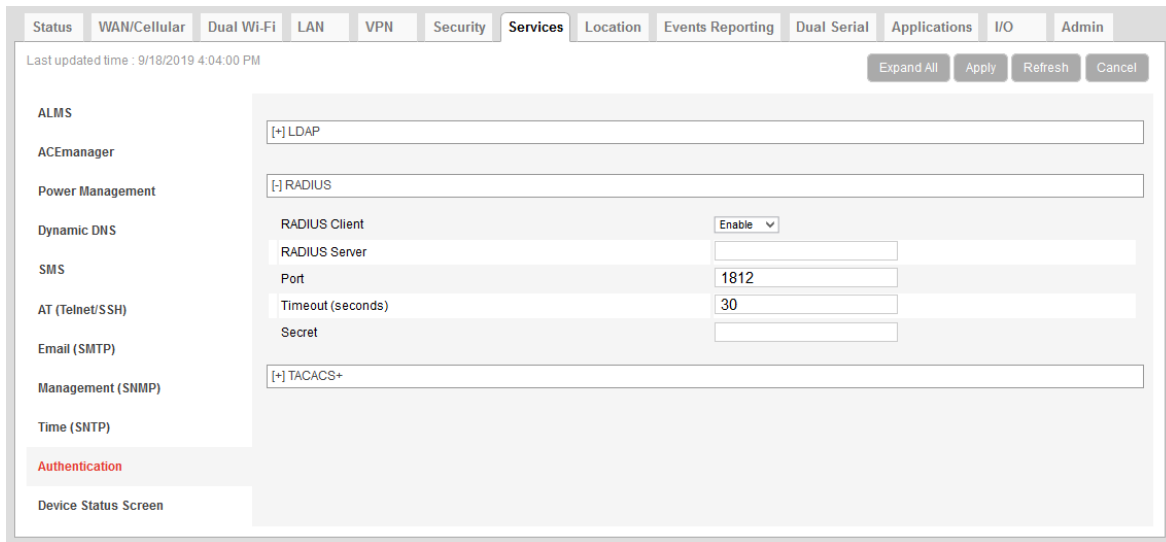 Status WAN/Cellular Dual Wi-Fi LAN VPN Security Services Location Events Reporting Dual Serial Applications I/O Admin
Last updated time : 9/18/2019 4:04:00 PM
Expand All Apply Refresh Cancel
ALMS
ACEmanager
Power Management
Dynamic DNS
SMS
AT (Telnet/SSH)
Email (SMTP)
Management (SNMP)
Time (SNTP)
Authentication
Device Status Screen
[+] LDAP
[-] RADIUS
RADIUS Client Enable
RADIUS Server
Port 1812
Timeout (seconds) 30
Secret
[+] TACACS+